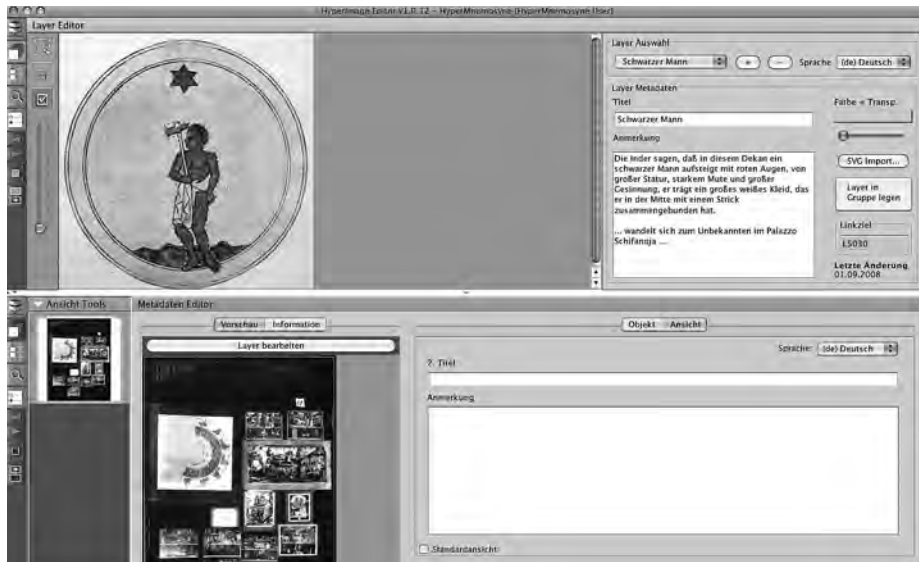 HyperImage Editor V1.0.T2 – HyperMnemosyne [HyperMnemosyne User]
Layer Editor
Layer Auswahl
Schwarzer Mann + – Sprache (de) Deutsch
Layer Metadaten
Titel
Farbe + Transp.
Schwarzer Mann
Anmerkung
Die Inder sagen, daß in diesem Dekan ein
schwarzer Mann aufsteigt mit roten Augen, von
großer Statur, starkem Mute und großer
Gesinnung, er trägt ein großes weißes Kleid, das
er in der Mitte mit einem Strick
zusammengebunden hat.
... wandelt sich zum Unbekannten im Palazzo
Schifanoja ...
SVG Import...
Layer in
Gruppe legen
Linkziel
L5030
Letzte Änderung
01.09.2008
Ansicht Tools
Metadaten Editor
Vorschau Information
Layer bearbeiten
Objekt Ansicht
Sprache: (de) Deutsch
?. Titel
Anmerkung
Standardansicht